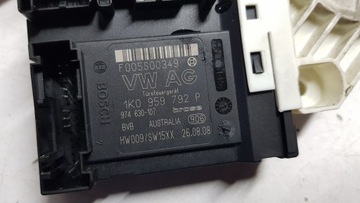 F005S00349
VW AG
Türsteuergerät
1K0 959 792 P
974 630-107 brose
BVB AUSTRALIA
HW009/SW15XX 26.08.08
BOSCH